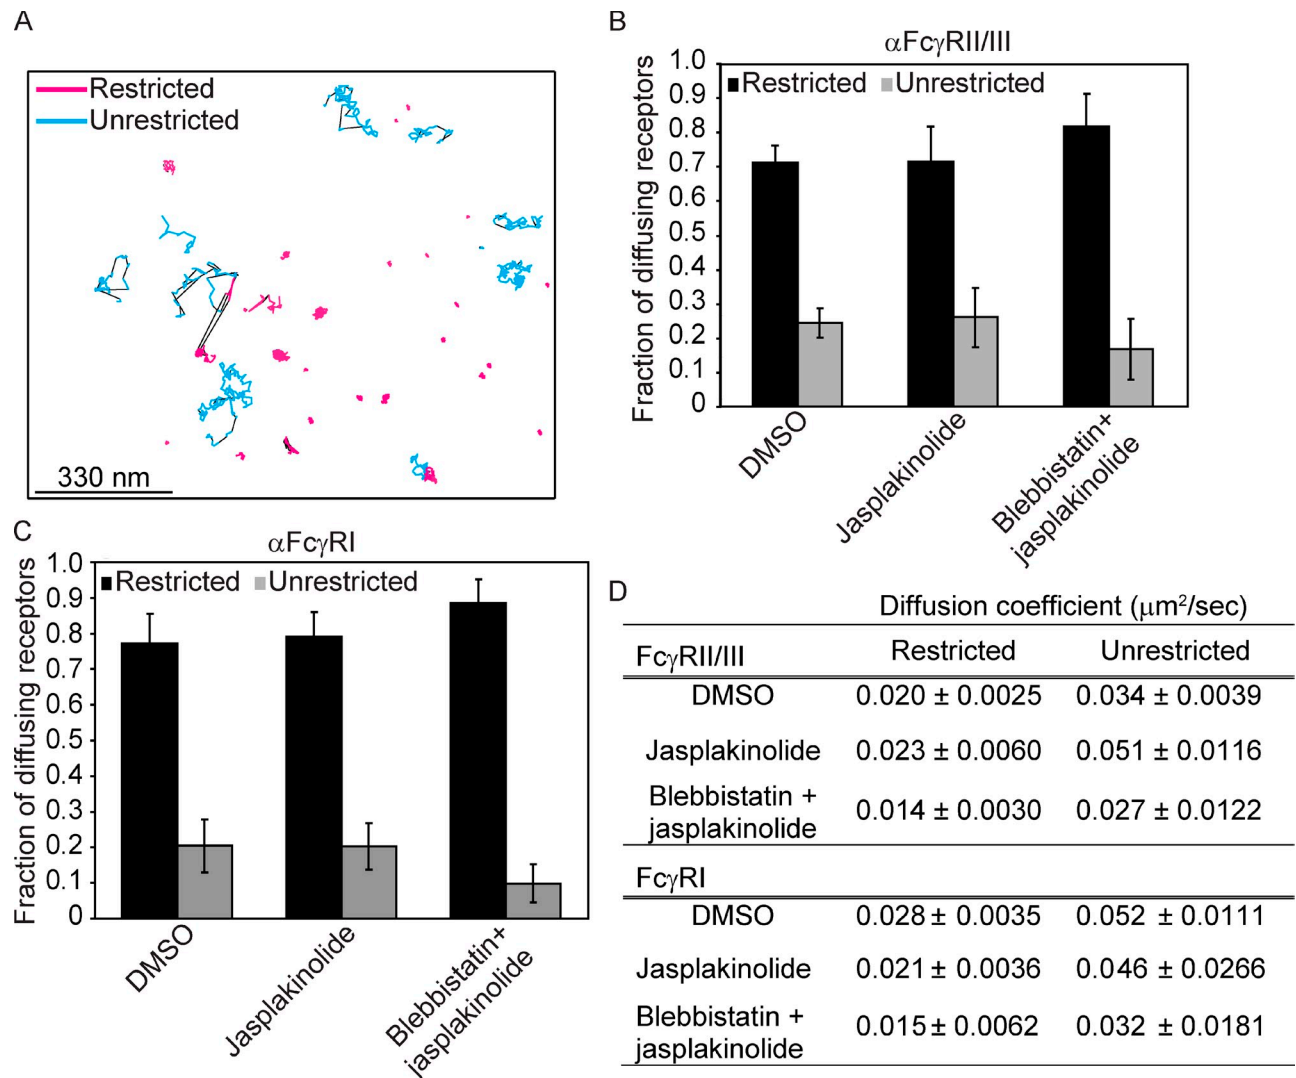 A
Restricted
Unrestricted
330 nm
B
αFcγRII/III
Restricted Unrestricted
Fraction of diffusing receptors
1.0
0.9
0.8
0.7
0.6
0.5
0.4
0.3
0.2
0.1
0
DMSO
Jasplakinolide
Blebbistatin+
jasplakinolide
C
αFcγRI
Restricted Unrestricted
Fraction of diffusing receptors
1.0
0.9
0.8
0.7
0.6
0.5
0.4
0.3
0.2
0.1
0
DMSO
Jasplakinolide
Blebbistatin+
jasplakinolide
D
Diffusion coefficient (μm²/sec)
FcγRII/III Restricted Unrestricted
DMSO 0.020 ± 0.0025 0.034 ± 0.0039
Jasplakinolide 0.023 ± 0.0060 0.051 ± 0.0116
Blebbistatin +
jasplakinolide 0.014 ± 0.0030 0.027 ± 0.0122
FcγRI
DMSO 0.028 ± 0.0035 0.052 ± 0.0111
Jasplakinolide 0.021 ± 0.0036 0.046 ± 0.0266
Blebbistatin +
jasplakinolide 0.015 ± 0.0062 0.032 ± 0.0181